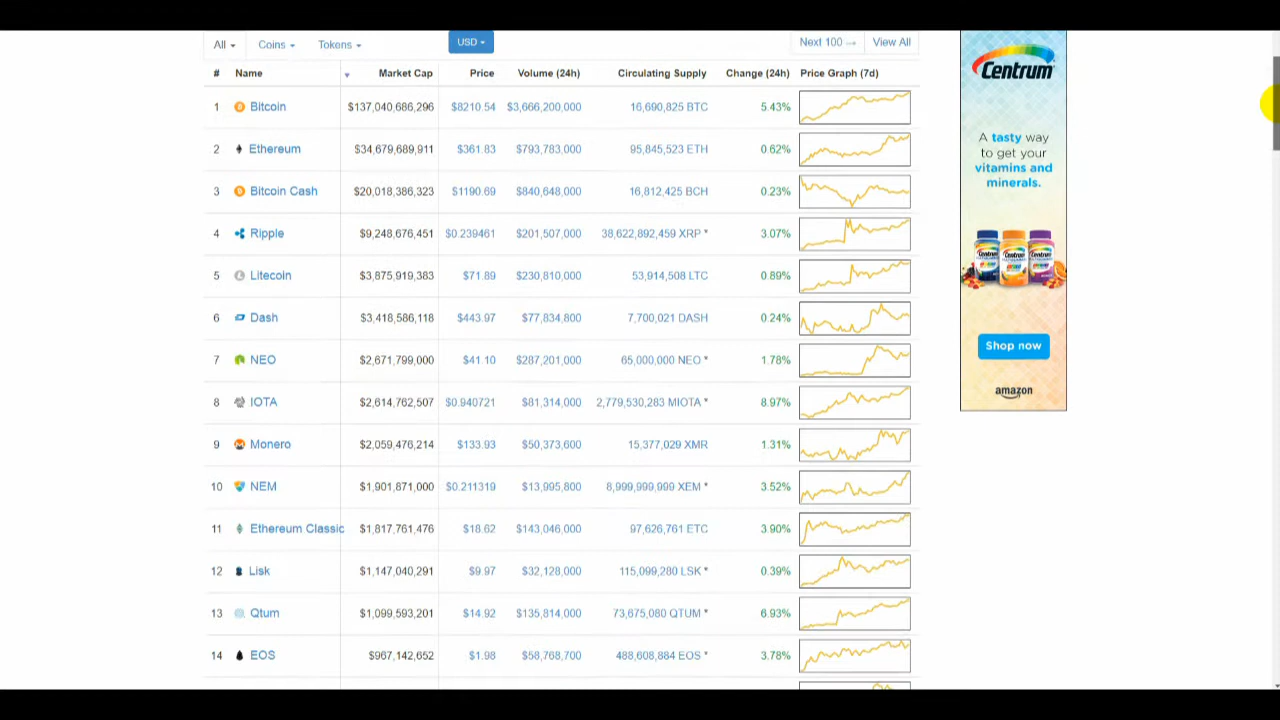 All Coins Tokens USD Next 100 → View All
# Name Market Cap Price Volume (24h) Circulating Supply Change (24h) Price Graph (7d)
1 Bitcoin $137,040,686,296 $8210.54 $3,666,200,000 16,690,825 BTC 5.43%
2 Ethereum $34,679,689,911 $361.83 $793,783,000 95,845,523 ETH 0.62%
3 Bitcoin Cash $20,018,386,323 $1190.69 $840,648,000 16,812,425 BCH 0.23%
4 Ripple $9,248,676,451 $0.239461 $201,507,000 38,622,892,459 XRP * 3.07%
5 Litecoin $3,875,919,383 $71.89 $230,810,000 53,914,508 LTC 0.89%
6 Dash $3,418,586,118 $443.97 $77,834,800 7,700,021 DASH 0.24%
7 NEO $2,671,799,000 $41.10 $287,201,000 65,000,000 NEO * 1.78%
8 IOTA $2,614,762,507 $0.940721 $81,314,000 2,779,530,283 MIOTA * 8.97%
9 Monero $2,059,476,214 $133.93 $50,373,600 15,377,029 XMR 1.31%
10 NEM $1,901,871,000 $0.211319 $13,995,800 8,999,999,999 XEM * 3.52%
11 Ethereum Classic $1,817,761,476 $18.62 $143,046,000 97,626,761 ETC 3.90%
12 Lisk $1,147,040,291 $9.97 $32,128,000 115,099,280 LSK * 0.39%
13 Qtum $1,099,593,201 $14.92 $135,814,000 73,675,080 QTUM * 6.93%
14 EOS $967,142,652 $1.98 $58,768,700 488,608,884 EOS * 3.78%
Centrum
A tasty way
to get your
vitamins and
minerals.
Centrum Centrum Centrum
Shop now
amazon